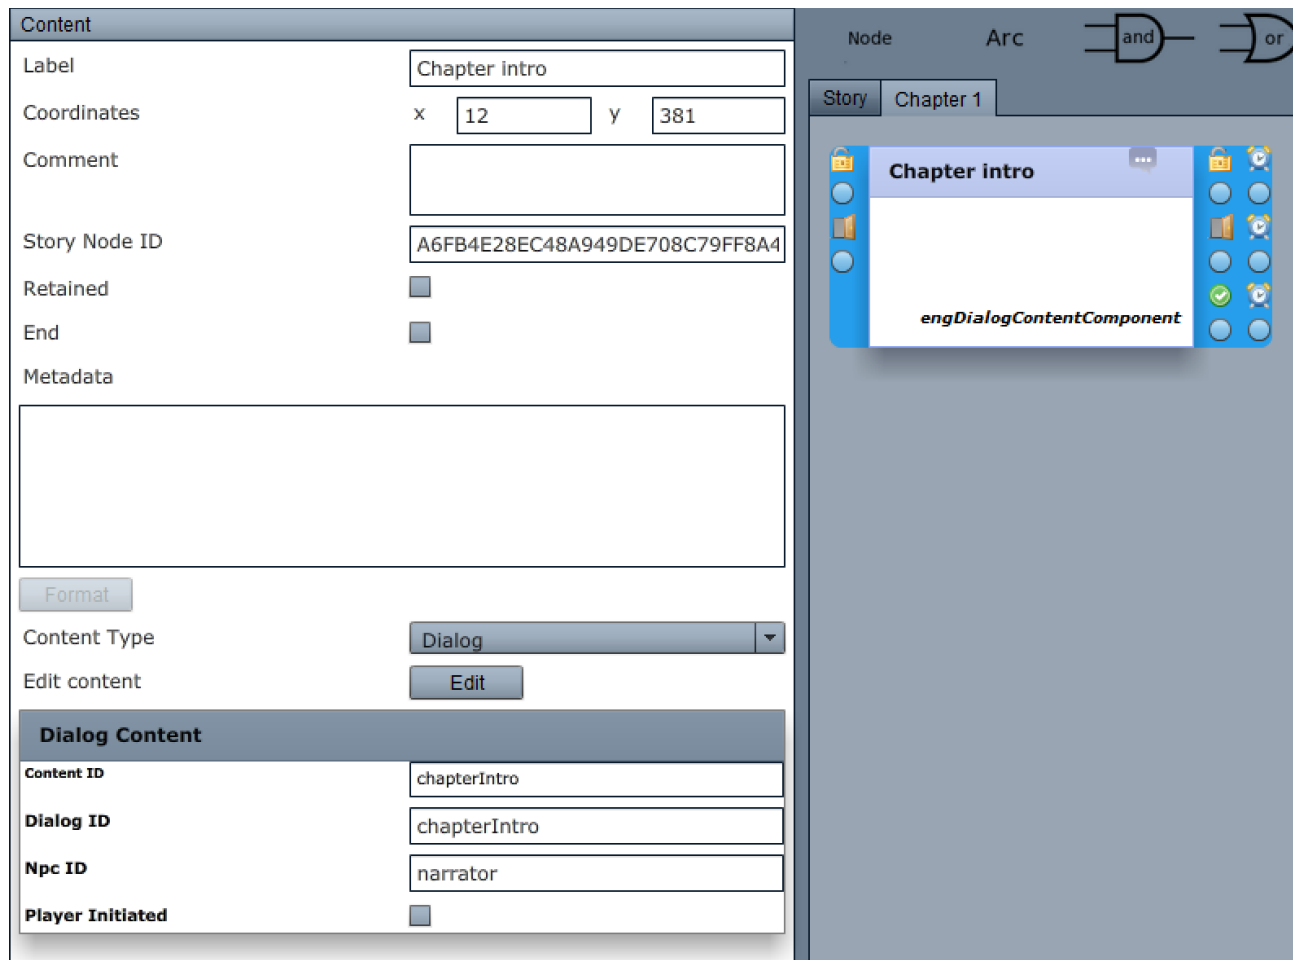 Content
Label
Chapter intro
Coordinates
x
12
y
381
Comment
Story Node ID
A6FB4E28EC48A949DE708C79FF8A4
Retained
End
Metadata
Format
Content Type
Dialog
Edit content
Edit
Dialog Content
Content ID
chapterIntro
Dialog ID
chapterIntro
Npc ID
narrator
Player Initiated
Node
Arc
and
or
Story
Chapter 1
Chapter intro
engDialogContentComponent